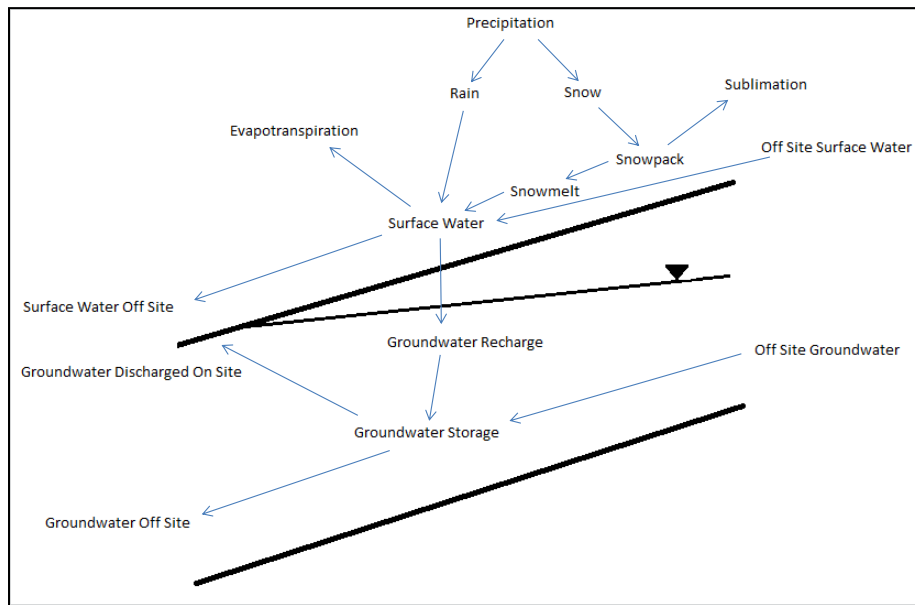 Precipitation
Sublimation
Rain
Snow
Evapotranspiration
Off Site Surface Water
Snowpack
Snowmelt
Surface Water
Surface Water Off Site
Groundwater Recharge
Off Site Groundwater
Groundwater Discharged On Site
Groundwater Storage
Groundwater Off Site